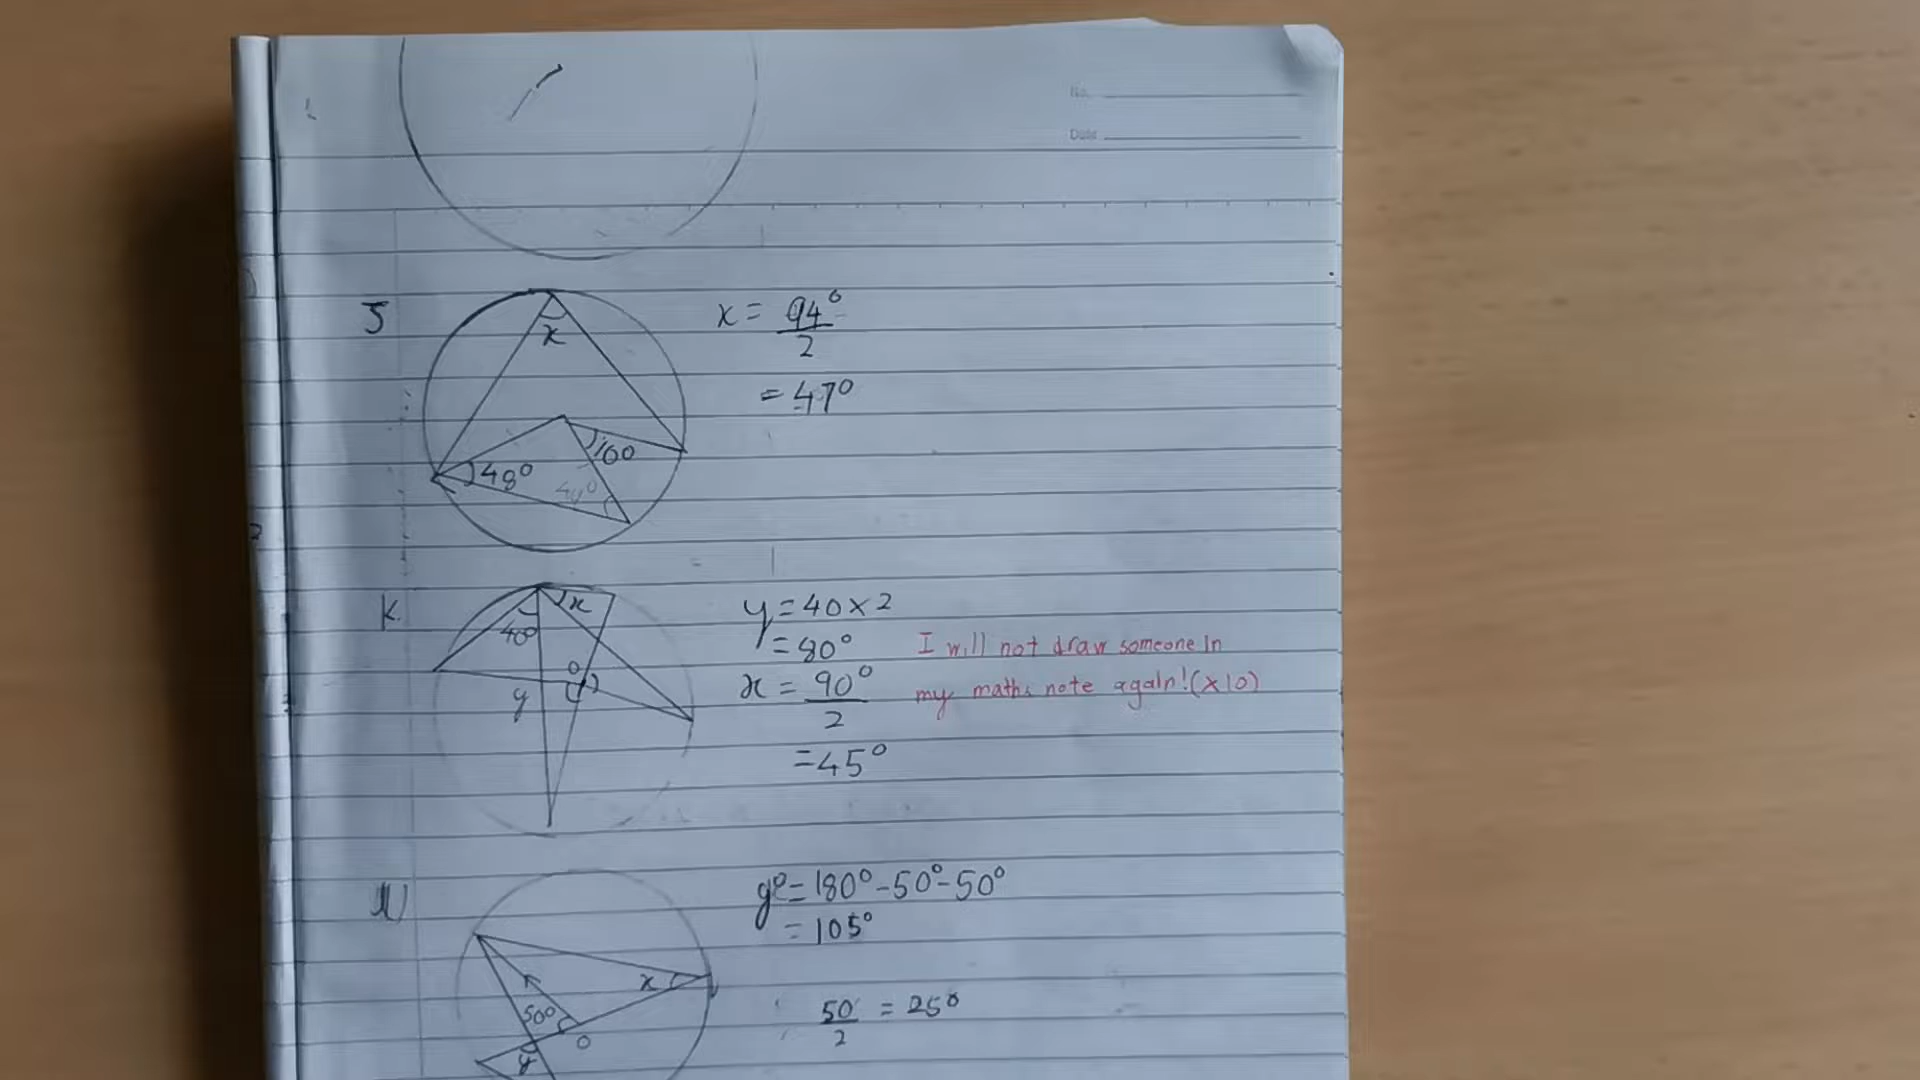 No.
Date
J
x = 94°
2
= 47°
x
100
48°
K.
y = 40 x 2
= 80°
I will not draw someone in
my maths note again! (x10)
x = 90°
2
= 45°
x
40°
o
y
y° = 180° - 50° - 50°
= 105°
x
50°
o
y
50 = 25°
2